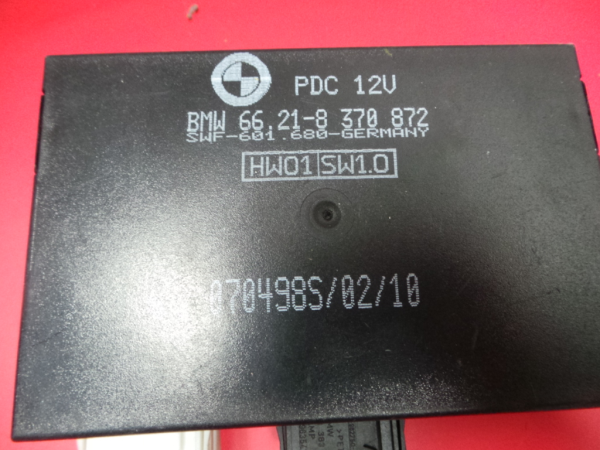 PDC 12V
BMW 66.21-8 370 872
SWF-601.680-GERMANY
HW01 SW1.0
070498S/02/10